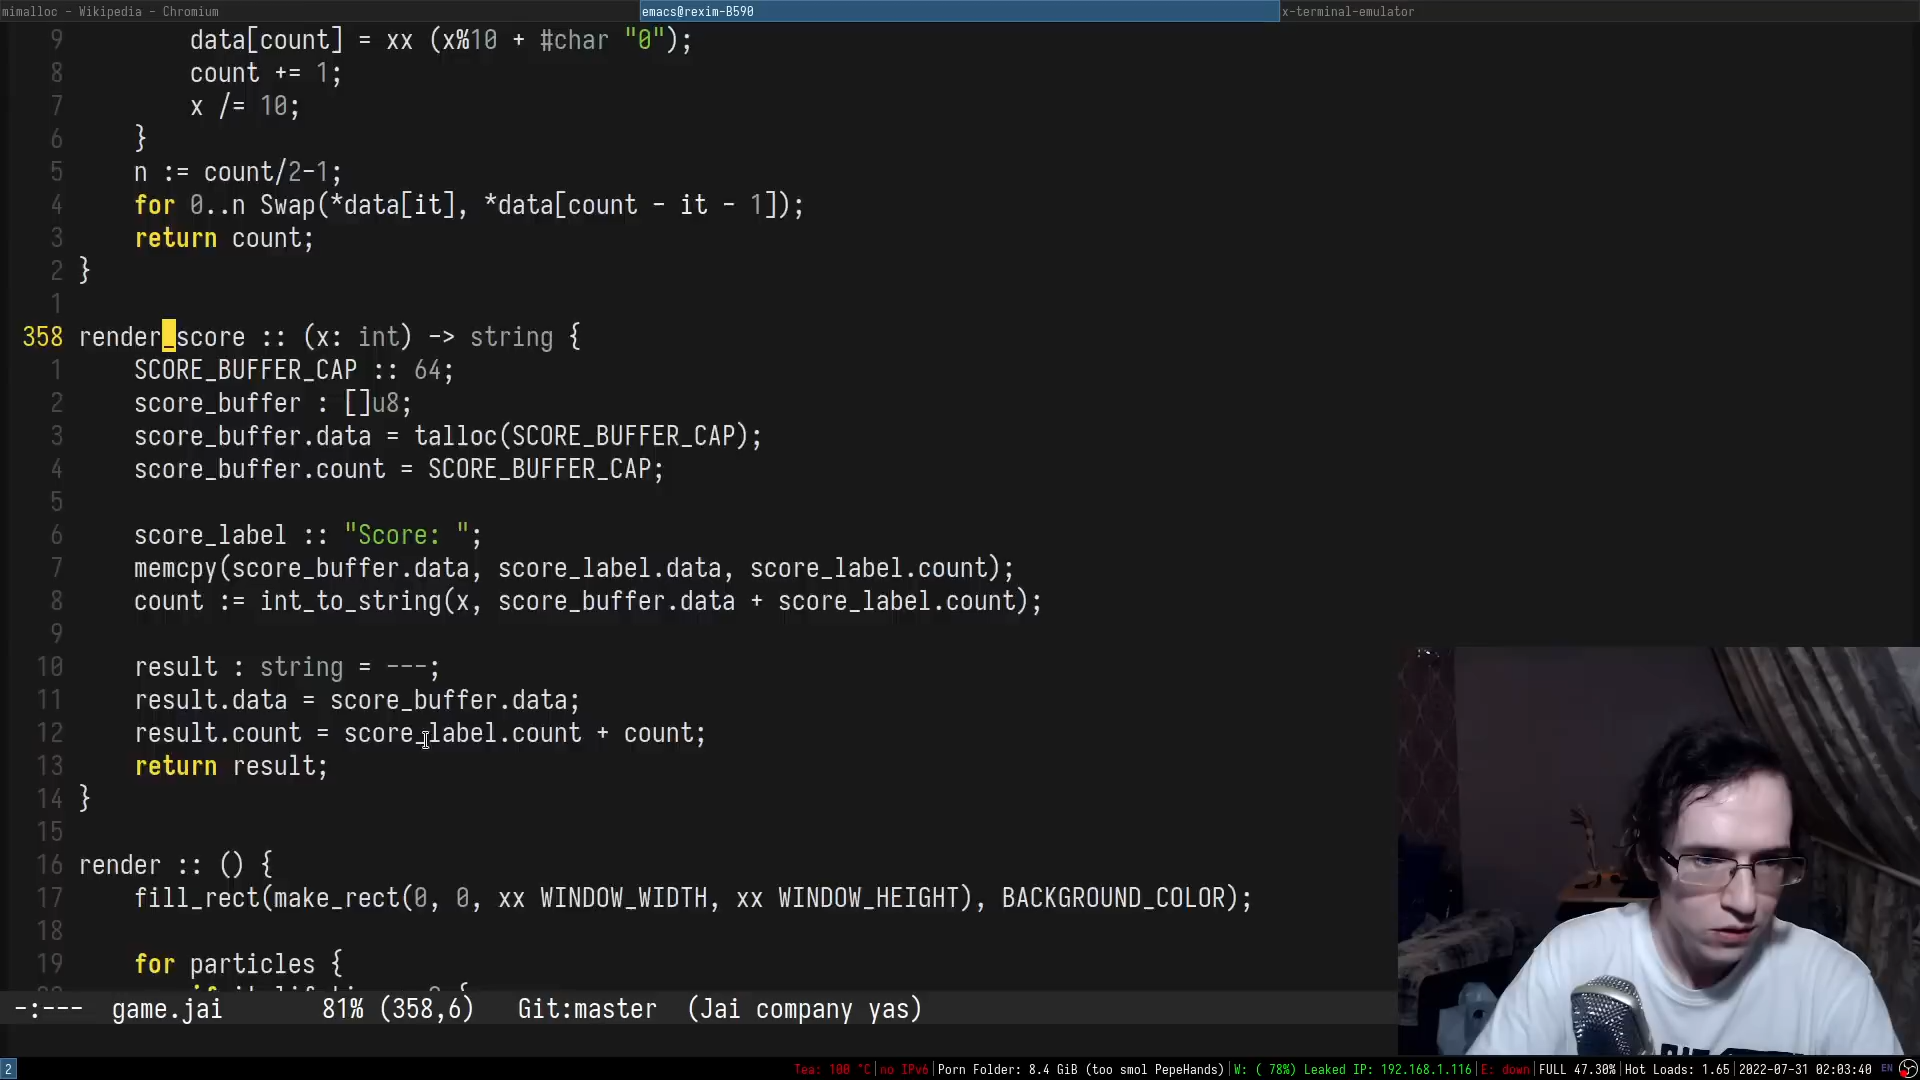 mimalloc - Wikipedia - Chromium emacs@rexim-B590 x-terminal-emulator
9 data[count] = xx (x%10 + #char "0");
8 count += 1;
7 x /= 10;
6 }
5 n := count/2-1;
4 for 0..n Swap(*data[it], *data[count - it - 1]);
3 return count;
2 }
1
358 render_score :: (x: int) -> string {
1 SCORE_BUFFER_CAP :: 64;
2 score_buffer : []u8;
3 score_buffer.data = talloc(SCORE_BUFFER_CAP);
4 score_buffer.count = SCORE_BUFFER_CAP;
5
6 score_label :: "Score: ";
7 memcpy(score_buffer.data, score_label.data, score_label.count);
8 count := int_to_string(x, score_buffer.data + score_label.count);
9
10 result : string = ---;
11 result.data = score_buffer.data;
12 result.count = score_label.count + count;
13 return result;
14 }
15
16 render :: () {
17 fill_rect(make_rect(0, 0, xx WINDOW_WIDTH, xx WINDOW_HEIGHT), BACKGROUND_COLOR);
18
19 for particles {
-:--- game.jai 81% (358,6) Git:master (Jai company yas)
2 Tea: 100 °C|no IPv6|Porn Folder: 8.4 GiB (too smol PepeHands)|W: ( 78%) Leaked IP: 192.168.1.116|E: down|FULL 47.30%|Hot Loads: 1.65|2022-07-31 02:03:40 EN